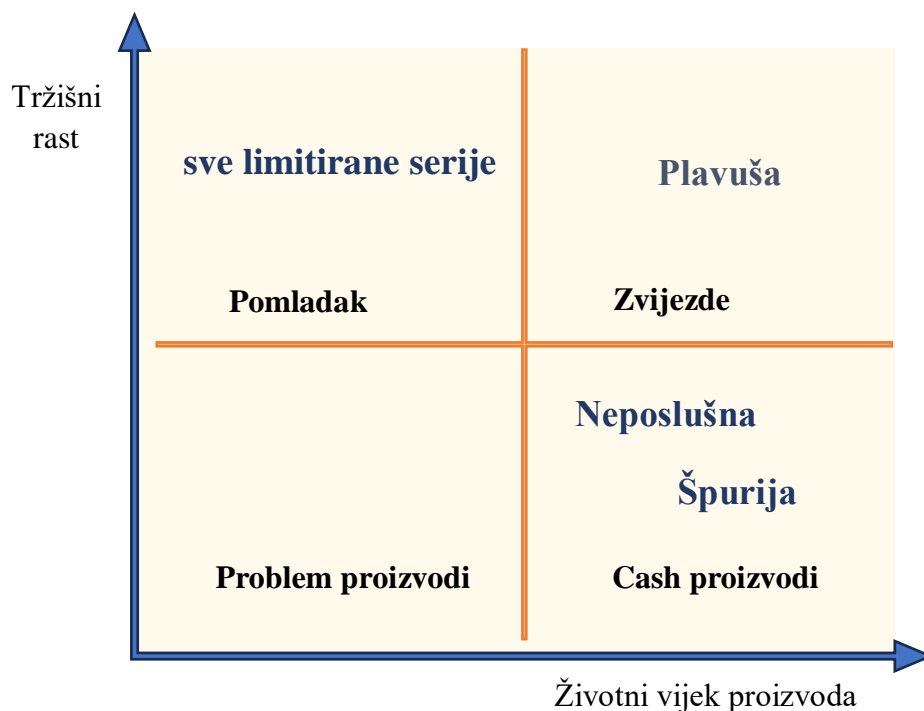 Tržišni
rast
sve limitirane serije
Plavuša
Pomladak
Zvijezde
Neposlušna
Špurija
Problem proizvodi
Cash proizvodi
Životni vijek proizvoda